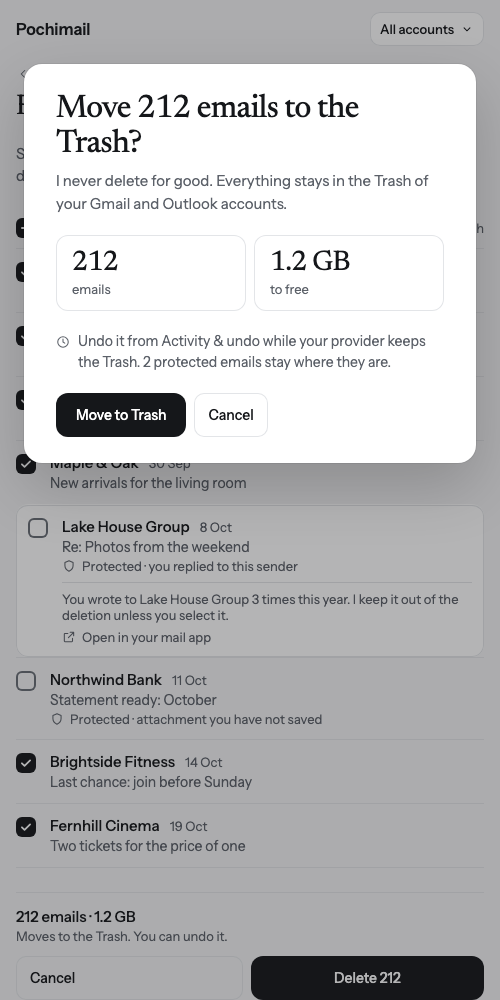 Pochimail
All accounts
Move 212 emails to the
Trash?
I never delete for good. Everything stays in the Trash of
your Gmail and Outlook accounts.
212
emails
1.2 GB
to free
Undo it from Activity & undo while your provider keeps
the Trash. 2 protected emails stay where they are.
Move to Trash
Cancel
Maple & Oak 30 Sep
New arrivals for the living room
Lake House Group 8 Oct
Re: Photos from the weekend
Protected · you replied to this sender
You wrote to Lake House Group 3 times this year. I keep it out of the
deletion unless you select it.
Open in your mail app
Northwind Bank 11 Oct
Statement ready: October
Protected · attachment you have not saved
Brightside Fitness 14 Oct
Last chance: join before Sunday
Fernhill Cinema 19 Oct
Two tickets for the price of one
212 emails · 1.2 GB
Moves to the Trash. You can undo it.
Cancel
Delete 212